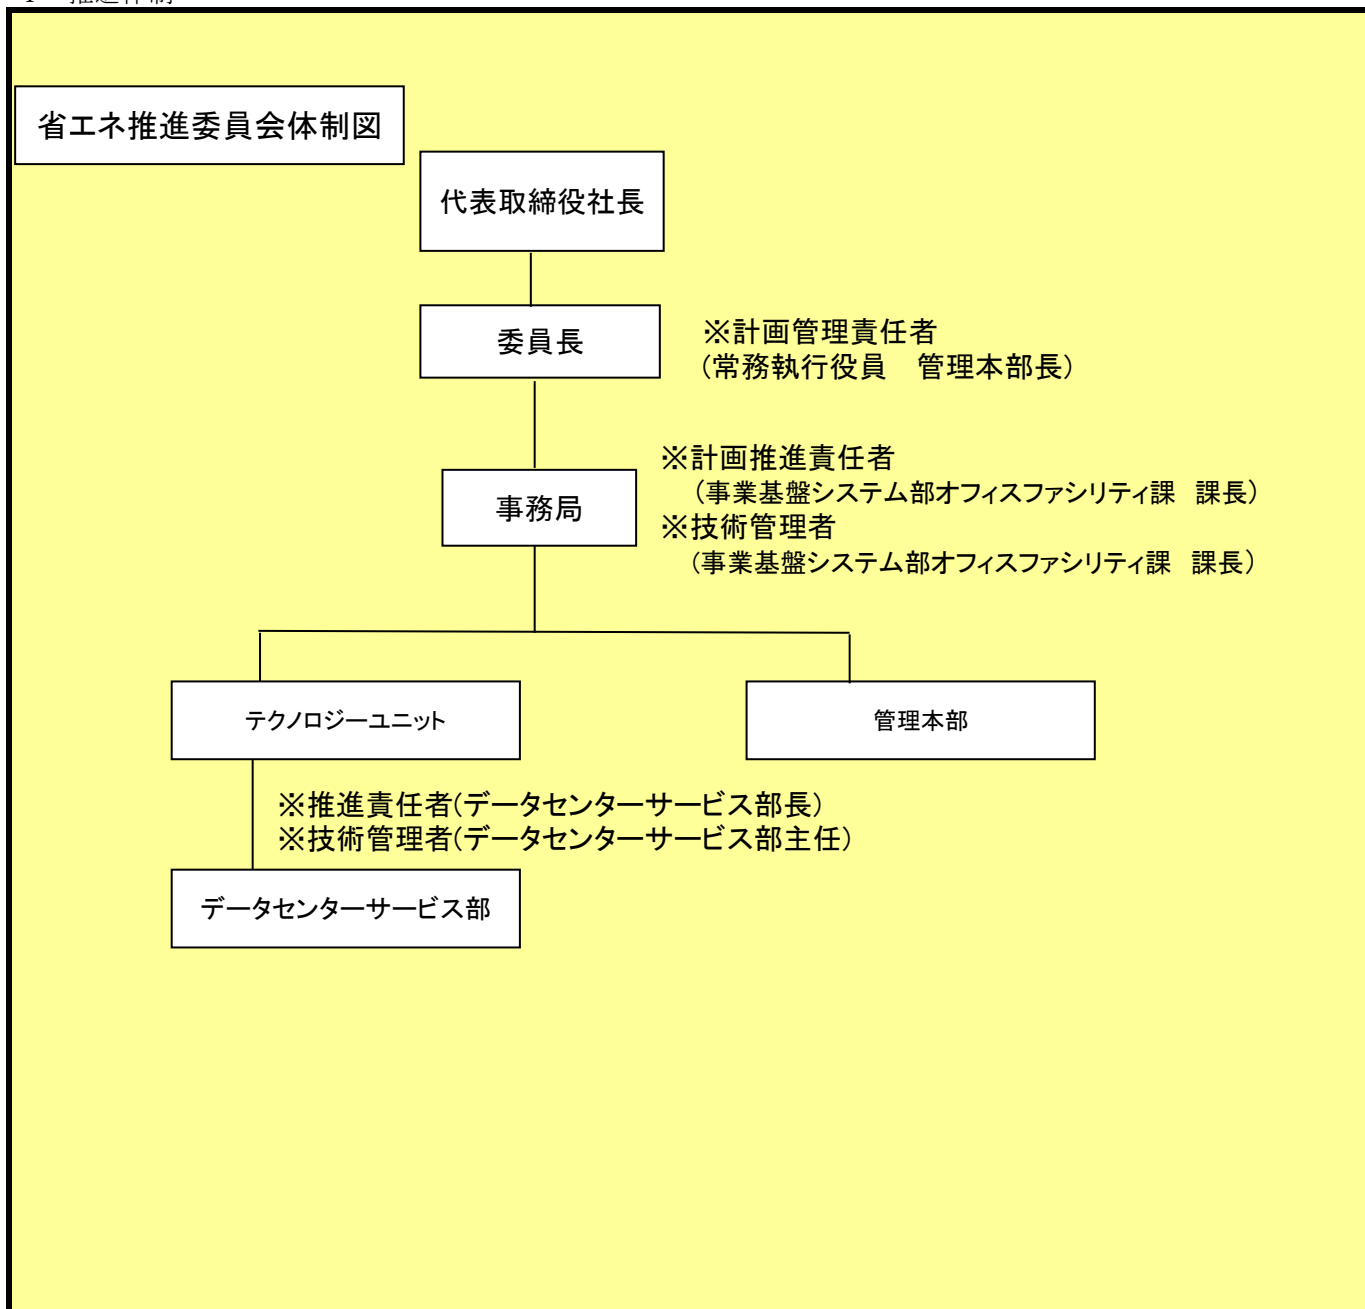 省エネ推進委員会体制図
代表取締役社長
委員長
※計画管理責任者
(常務執行役員　管理本部長)
事務局
※計画推進責任者
(事業基盤システム部オフィスファシリティ課　課長)
※技術管理者
(事業基盤システム部オフィスファシリティ課　課長)
テクノロジーユニット
管理本部
※推進責任者(データセンターサービス部長)
※技術管理者(データセンターサービス部主任)
データセンターサービス部